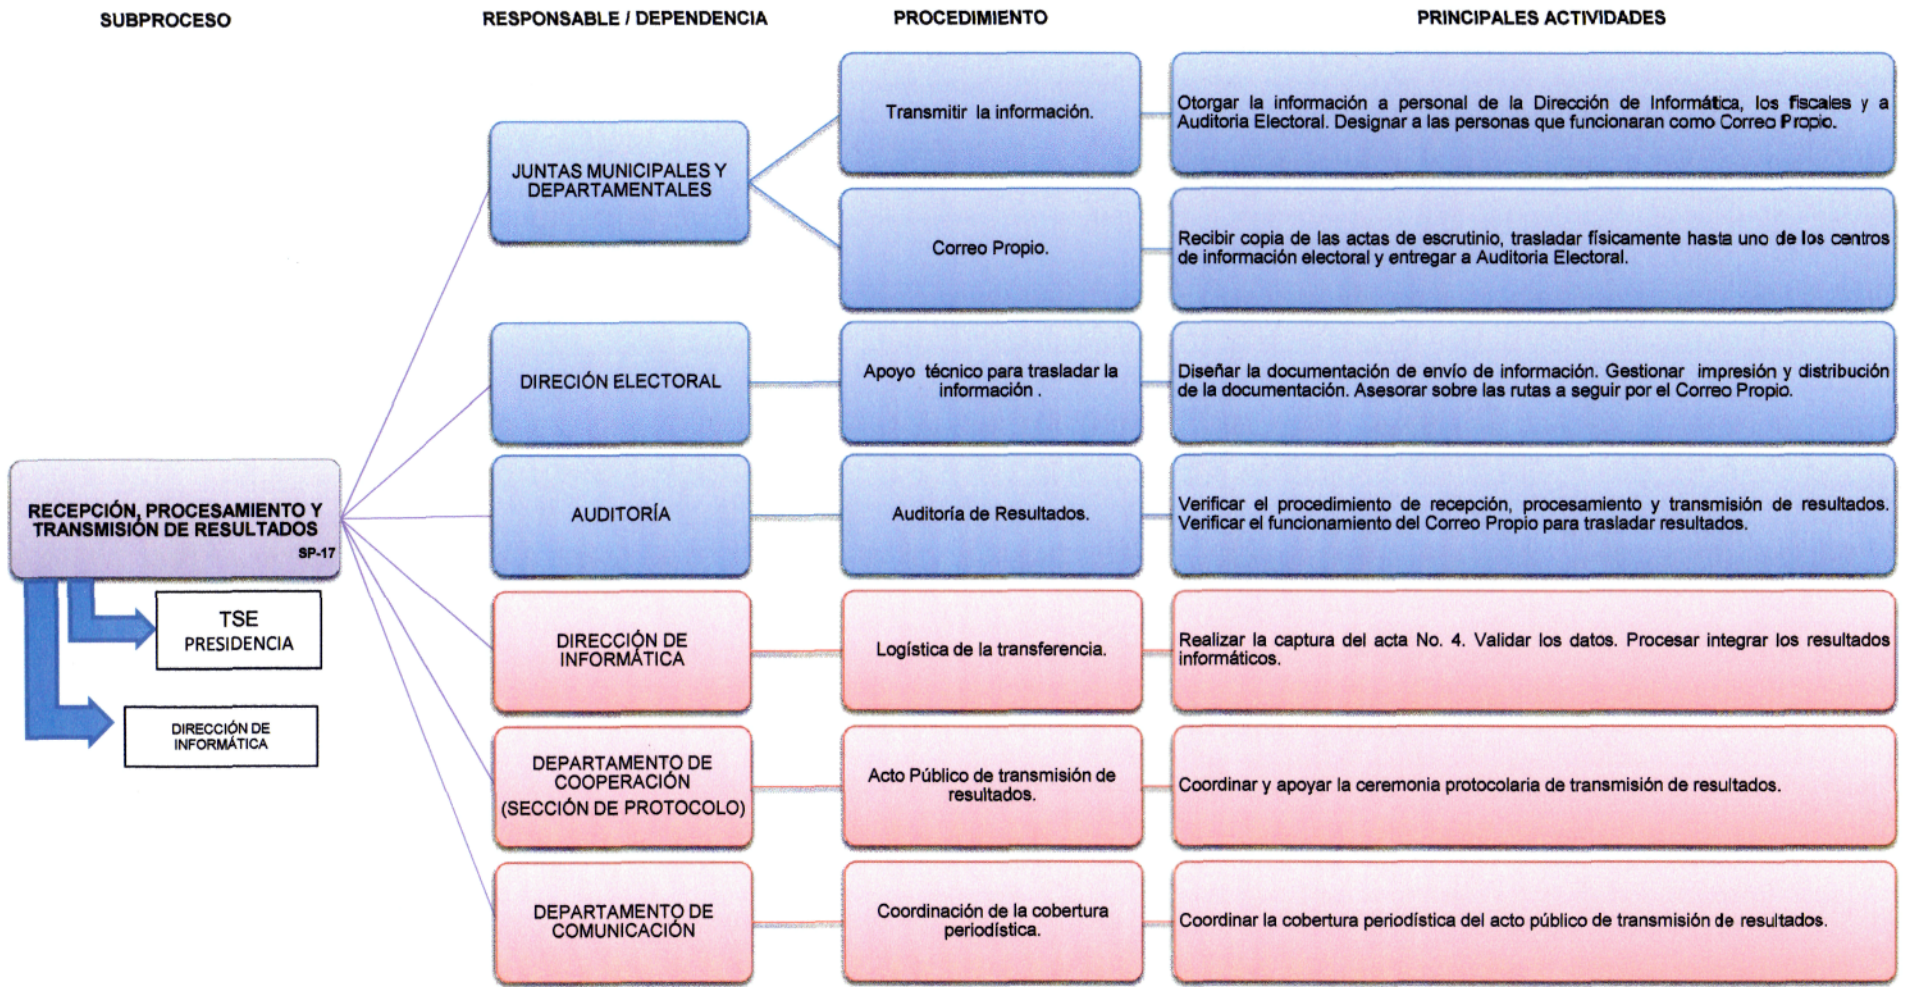 SUBPROCESO
RESPONSABLE / DEPENDENCIA
PROCEDIMIENTO
PRINCIPALES ACTIVIDADES
RECEPCIÓN, PROCESAMIENTO Y
TRANSMISIÓN DE RESULTADOS
SP-17
TSE
PRESIDENCIA
DIRECCIÓN DE
INFORMÁTICA
JUNTAS MUNICIPALES Y
DEPARTAMENTALES
Transmitir la información.
Otorgar la información a personal de la Dirección de Informática, los fiscales y a
Auditoria Electoral. Designar a las personas que funcionaran como Correo Propio.
Correo Propio.
Recibir copia de las actas de escrutinio, trasladar físicamente hasta uno de los centros
de información electoral y entregar a Auditoria Electoral.
DIRECIÓN ELECTORAL
Apoyo técnico para trasladar la
información .
Diseñar la documentación de envío de información. Gestionar impresión y distribución
de la documentación. Asesorar sobre las rutas a seguir por el Correo Propio.
AUDITORÍA
Auditoría de Resultados.
Verificar el procedimiento de recepción, procesamiento y transmisión de resultados.
Verificar el funcionamiento del Correo Propio para trasladar resultados.
DIRECCIÓN DE
INFORMÁTICA
Logística de la transferencia.
Realizar la captura del acta No. 4. Validar los datos. Procesar integrar los resultados
informáticos.
DEPARTAMENTO DE
COOPERACIÓN
(SECCIÓN DE PROTOCOLO)
Acto Público de transmisión de
resultados.
Coordinar y apoyar la ceremonia protocolaria de transmisión de resultados.
DEPARTAMENTO DE
COMUNICACIÓN
Coordinación de la cobertura
periodística.
Coordinar la cobertura periodística del acto público de transmisión de resultados.